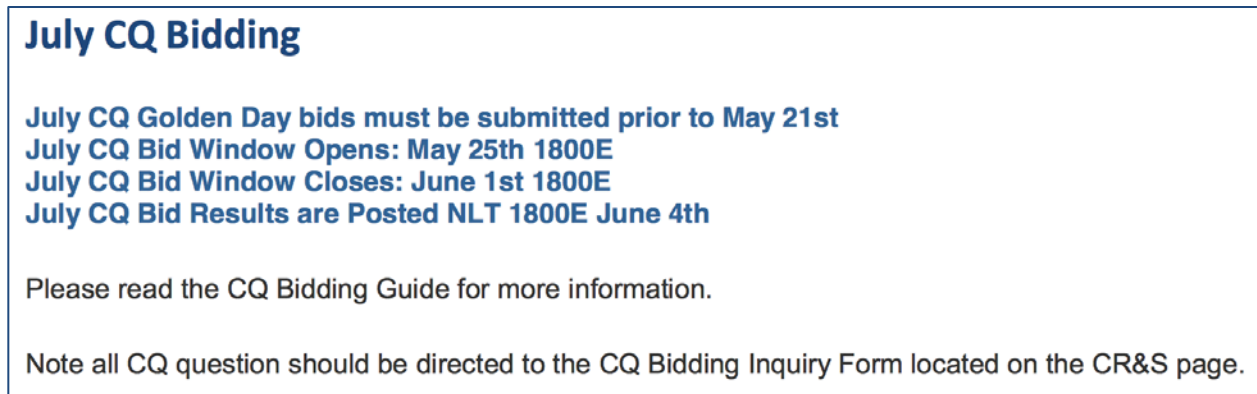 July CQ Bidding
July CQ Golden Day bids must be submitted prior to May 21st
July CQ Bid Window Opens: May 25th 1800E
July CQ Bid Window Closes: June 1st 1800E
July CQ Bid Results are Posted NLT 1800E June 4th
Please read the CQ Bidding Guide for more information.
Note all CQ question should be directed to the CQ Bidding Inquiry Form located on the CR&S page.